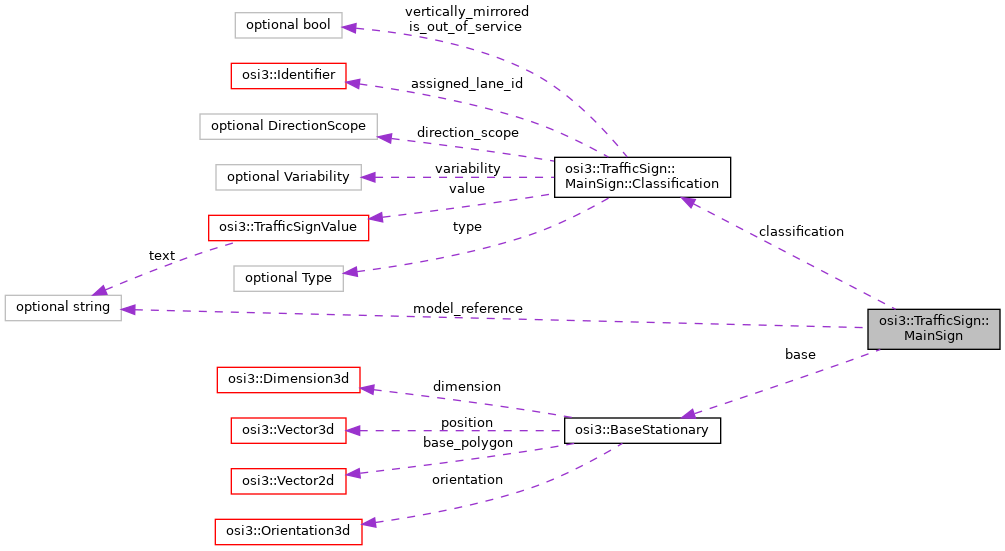 vertically_mirrored
is_out_of_service
optional bool
osi3::Identifier
assigned_lane_id
optional DirectionScope
direction_scope
optional Variability
variability
osi3::TrafficSign::
MainSign::Classification
value
osi3::TrafficSignValue
type
classification
text
optional Type
optional string
model_reference
osi3::TrafficSign::
MainSign
base
osi3::Dimension3d
dimension
osi3::Vector3d
position
osi3::BaseStationary
base_polygon
osi3::Vector2d
orientation
osi3::Orientation3d